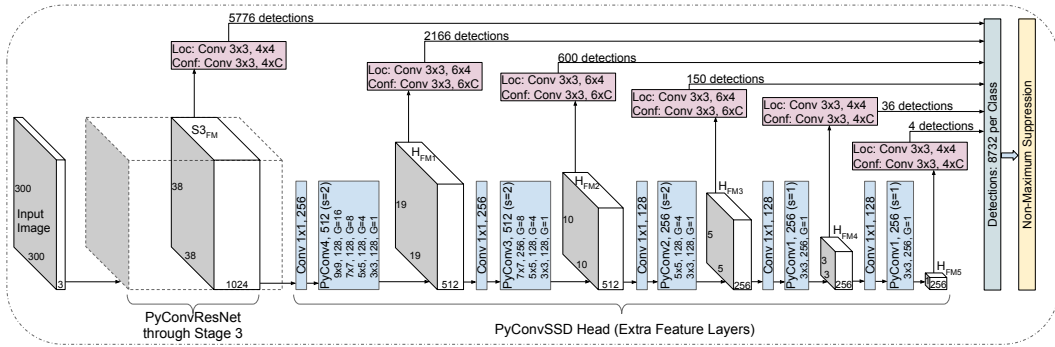 5776 detections
Loc: Conv 3x3, 4x4
Conf: Conv 3x3, 4xC
2166 detections
Loc: Conv 3x3, 6x4
Conf: Conv 3x3, 6xC
600 detections
Loc: Conv 3x3, 6x4
Conf: Conv 3x3, 6xC
150 detections
Loc: Conv 3x3, 6x4
Conf: Conv 3x3, 6xC
36 detections
Loc: Conv 3x3, 4x4
Conf: Conv 3x3, 4xC
4 detections
Loc: Conv 3x3, 4x4
Conf: Conv 3x3, 4xC
300
Input
Image
300
3
S3FM
38
38
1024
Conv 1x1, 256
PyConv4, 512 (s=2)
9x9, 128, G=16
7x7, 128, G=8
5x5, 128, G=4
3x3, 128, G=1
HFM1
19
19
512
Conv 1x1, 256
PyConv3, 512 (s=2)
7x7, 256, G=8
5x5, 128, G=4
3x3, 128, G=1
HFM2
10
10
512
Conv 1x1, 128
PyConv2, 256 (s=2)
5x5, 128, G=4
3x3, 128, G=1
HFM3
5
5
256
Conv 1x1, 128
PyConv1, 256 (s=1)
3x3, 256, G=1
HFM4
3
3
256
Conv 1x1, 128
PyConv1, 256 (s=1)
3x3, 256, G=1
HFM5
256
Detections: 8732 per Class
Non-Maximum Suppression
PyConvResNet
through Stage 3
PyConvSSD Head (Extra Feature Layers)